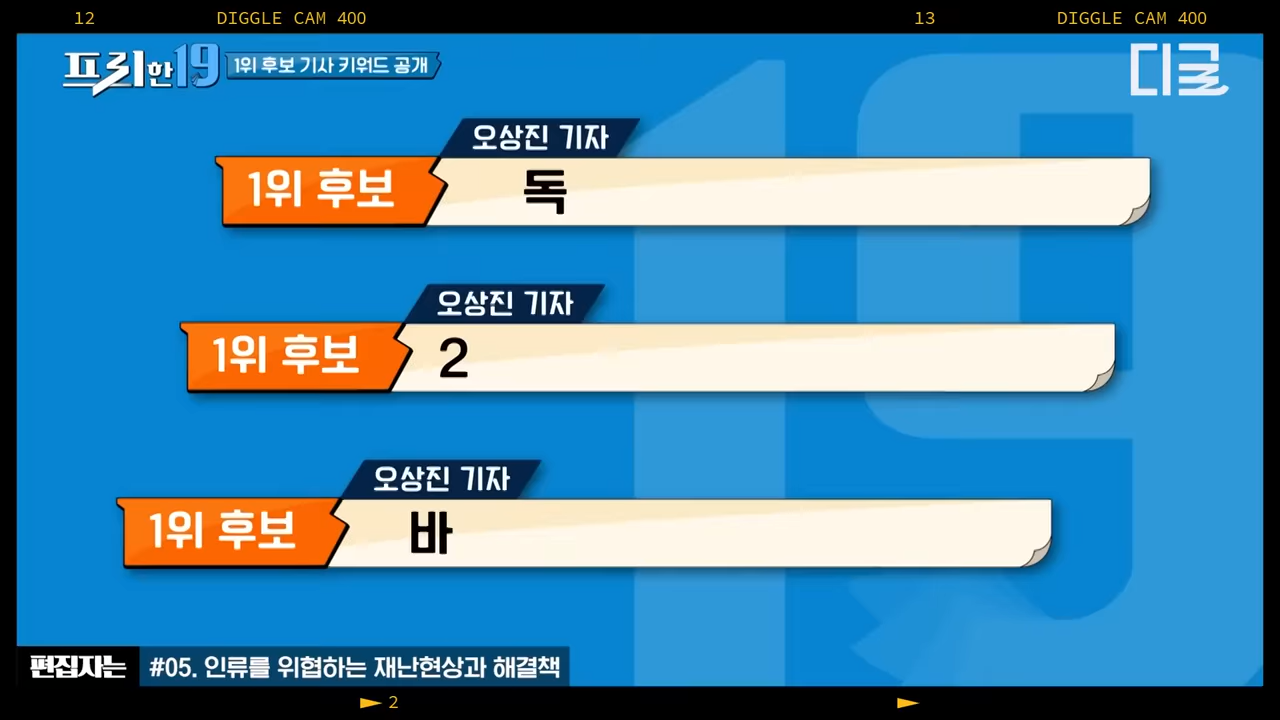 12 DIGGLE CAM 400 13 DIGGLE CAM 400
프리한19 1위 후보 기사 키워드 공개 디글
오상진 기자
1위 후보 독
오상진 기자
1위 후보 2
오상진 기자
1위 후보 바
편집자는 #05. 인류를 위협하는 재난현상과 해결책
2